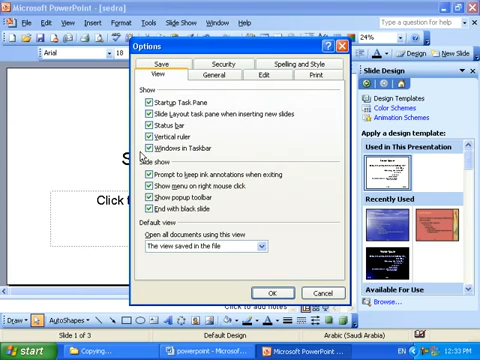 Microsoft PowerPoint - [sedra]
File Edit View Insert Format Tools Slide Show Window Help
Type a question for help
24%
Arial 18 Design New Slide
Options
Save Security Spelling and Style
View General Edit Print
Show
Startup Task Pane
Slide Layout task pane when inserting new slides
Status bar
Vertical ruler
Windows in Taskbar
Slide show
Prompt to keep ink annotations when exiting
Show menu on right mouse click
Show popup toolbar
End with black slide
Default view
Open all documents using this view
The view saved in the file
OK Cancel
Click t
Slide Design
Design Templates
Color Schemes
Animation Schemes
Apply a design template:
Used in This Presentation
Recently Used
Available For Use
Browse...
Click to add notes
Draw AutoShapes
Slide 1 of 3 Default Design Arabic (Saudi Arabia)
start Copying... powerpoint - Microsof... Microsoft PowerPoint ... EN 12:33 PM